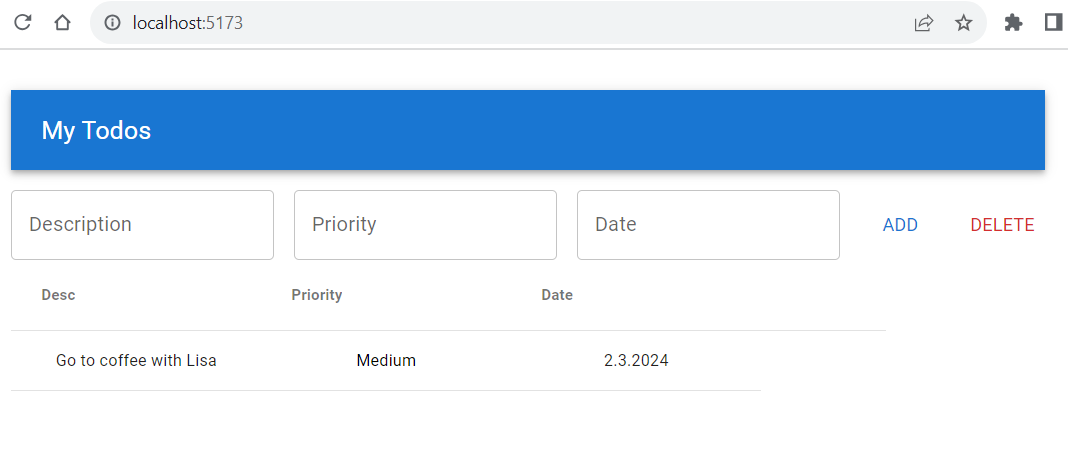 localhost:5173
My Todos
Description Priority Date ADD DELETE
Desc Priority Date
Go to coffee with Lisa Medium 2.3.2024